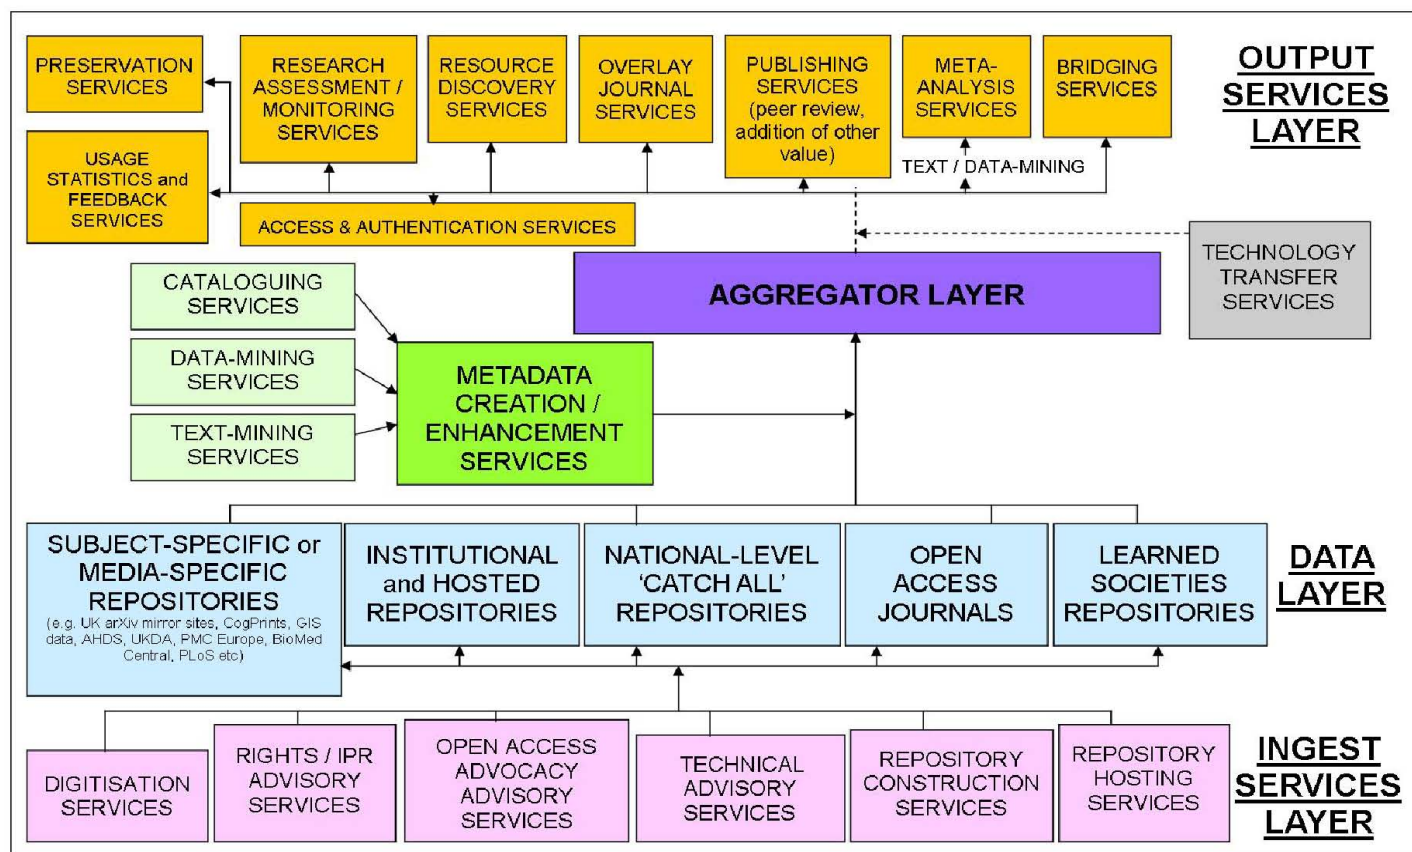 PRESERVATION
SERVICES
RESEARCH
ASSESSMENT /
MONITORING
SERVICES
RESOURCE
DISCOVERY
SERVICES
OVERLAY
JOURNAL
SERVICES
PUBLISHING
SERVICES
(peer review,
addition of other
value)
META-
ANALYSIS
SERVICES
BRIDGING
SERVICES
OUTPUT
SERVICES
LAYER
TEXT / DATA-MINING
USAGE
STATISTICS and
FEEDBACK
SERVICES
ACCESS & AUTHENTICATION SERVICES
TECHNOLOGY
TRANSFER
SERVICES
AGGREGATOR LAYER
CATALOGUING
SERVICES
DATA-MINING
SERVICES
TEXT-MINING
SERVICES
METADATA
CREATION /
ENHANCEMENT
SERVICES
SUBJECT-SPECIFIC or
MEDIA-SPECIFIC
REPOSITORIES
(e.g. UK arXiv mirror sites, CogPrints, GIS
data, AHDS, UKDA, PMC Europe, BioMed
Central, PLoS etc)
INSTITUTIONAL
and HOSTED
REPOSITORIES
NATIONAL-LEVEL
‘CATCH ALL’
REPOSITORIES
OPEN
ACCESS
JOURNALS
LEARNED
SOCIETIES
REPOSITORIES
DATA
LAYER
DIGITISATION
SERVICES
RIGHTS / IPR
ADVISORY
SERVICES
OPEN ACCESS
ADVOCACY
ADVISORY
SERVICES
TECHNICAL
ADVISORY
SERVICES
REPOSITORY
CONSTRUCTION
SERVICES
REPOSITORY
HOSTING
SERVICES
INGEST
SERVICES
LAYER